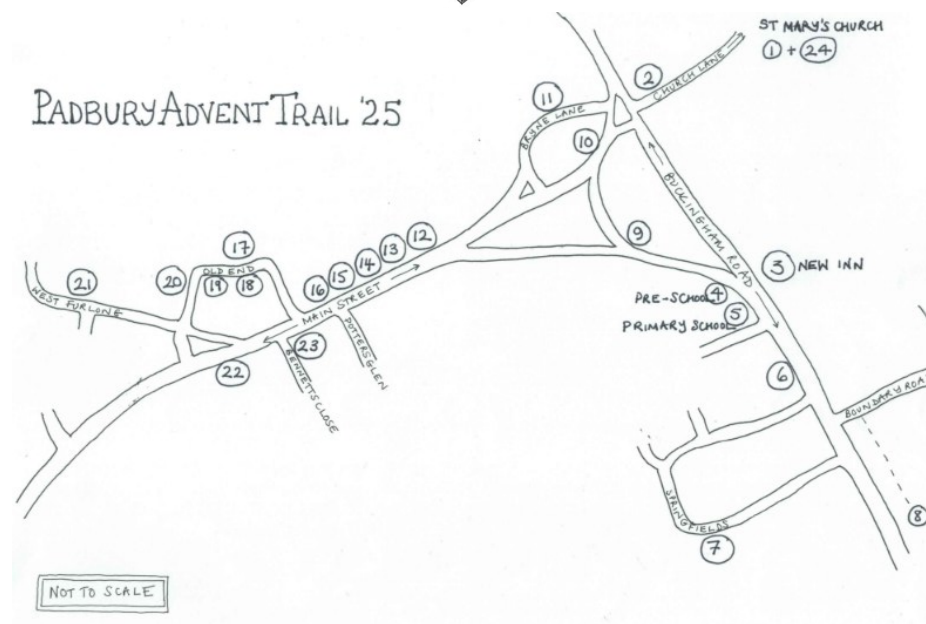 PADBURY ADVENT TRAIL '25
ST MARY'S CHURCH
1 + 24
2
CHURCH LANE
11
BRYNE LANE
10
BUCKINGHAM ROAD
9
3 NEW INN
PRE-SCHOOL 4
PRIMARY SCHOOL 5
6
BOUNDARY ROA
8
SPRINGFIELDS
7
12
13
14
15
16
MAIN STREET
17
OLD END
19 18
20
21
WEST FURLONG
22
23
BENNETTS CLOSE
POTTERS GLEN
NOT TO SCALE